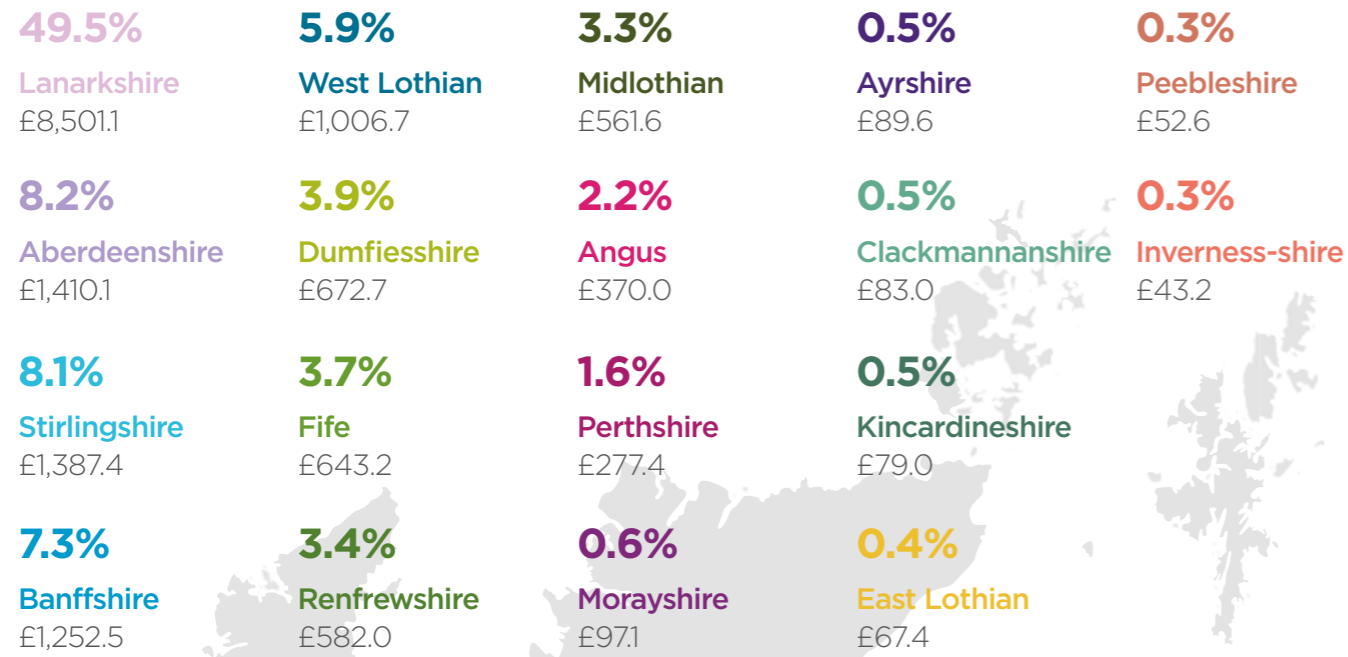 49.5%
Lanarkshire
£8,501.1
8.2%
Aberdeenshire
£1,410.1
8.1%
Stirlingshire
£1,387.4
7.3%
Banffshire
£1,252.5
5.9%
West Lothian
£1,006.7
3.9%
Dumfiesshire
£672.7
3.7%
Fife
£643.2
3.4%
Renfrewshire
£582.0
3.3%
Midlothian
£561.6
2.2%
Angus
£370.0
1.6%
Perthshire
£277.4
0.6%
Morayshire
£97.1
0.5%
Ayrshire
£89.6
0.5%
Clackmannanshire
£83.0
0.5%
Kincardineshire
£79.0
0.4%
East Lothian
£67.4
0.3%
Peebleshire
£52.6
0.3%
Inverness-shire
£43.2